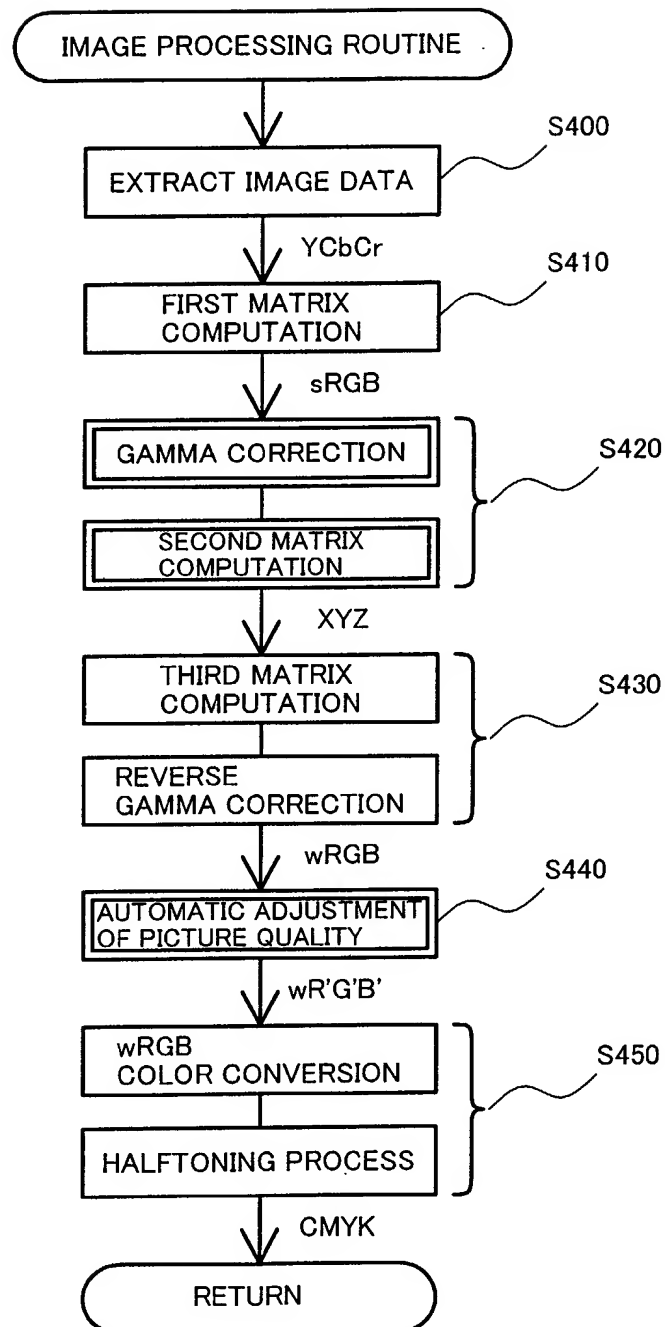 IMAGE PROCESSING ROUTINE
S400
EXTRACT IMAGE DATA
YCbCr
S410
FIRST MATRIX
COMPUTATION
sRGB
GAMMA CORRECTION
S420
SECOND MATRIX
COMPUTATION
XYZ
THIRD MATRIX
COMPUTATION
S430
REVERSE
GAMMA CORRECTION
wRGB
S440
AUTOMATIC ADJUSTMENT
OF PICTURE QUALITY
wR'G'B'
wRGB
COLOR CONVERSION
S450
HALFTONING PROCESS
CMYK
RETURN